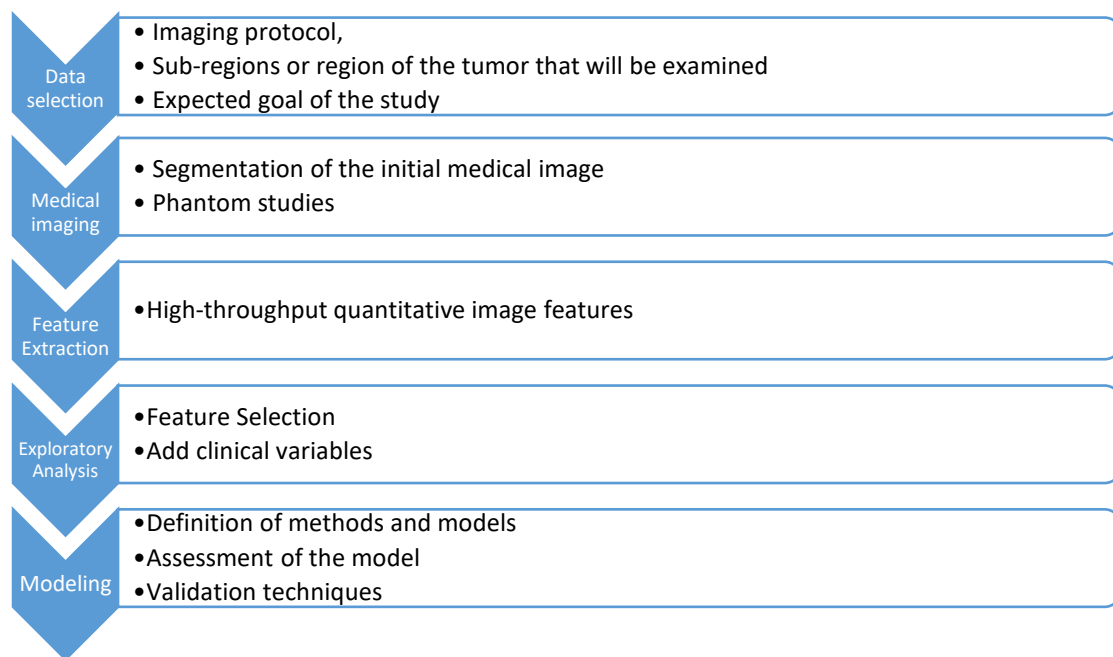 Data
selection
• Imaging protocol,
• Sub-regions or region of the tumor that will be examined
• Expected goal of the study
Medical
imaging
• Segmentation of the initial medical image
• Phantom studies
Feature
Extraction
•High-throughput quantitative image features
Exploratory
Analysis
•Feature Selection
•Add clinical variables
Modeling
•Definition of methods and models
•Assessment of the model
•Validation techniques